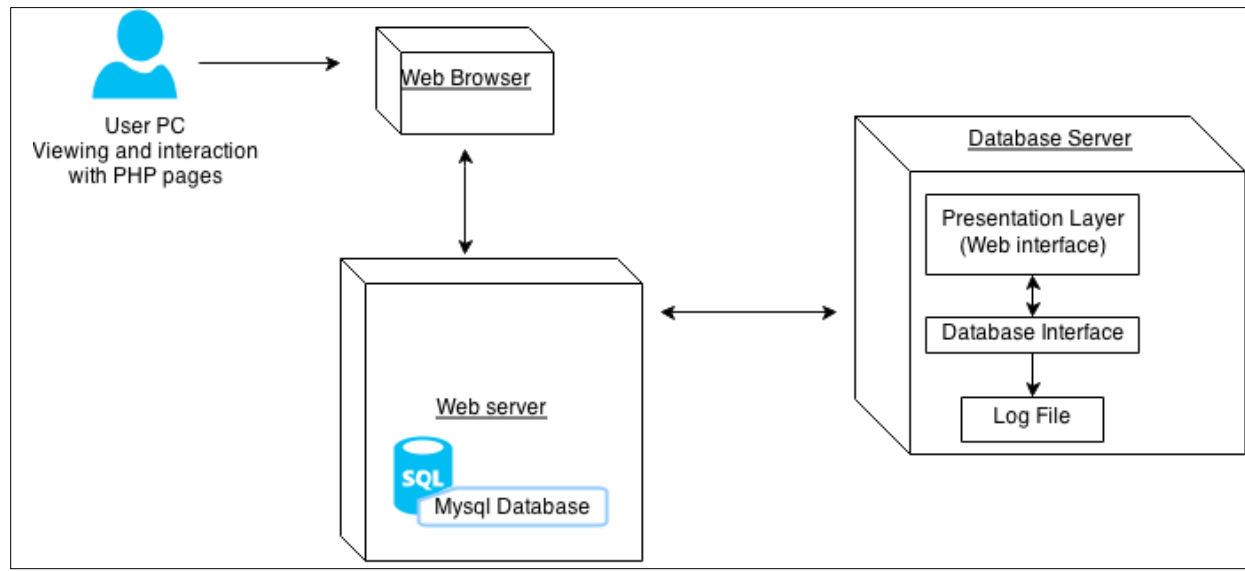 User PC
Viewing and interaction
with PHP pages
Web Browser
Database Server
Presentation Layer
(Web interface)
Database Interface
Log File
Web server
SQL
Mysql Database